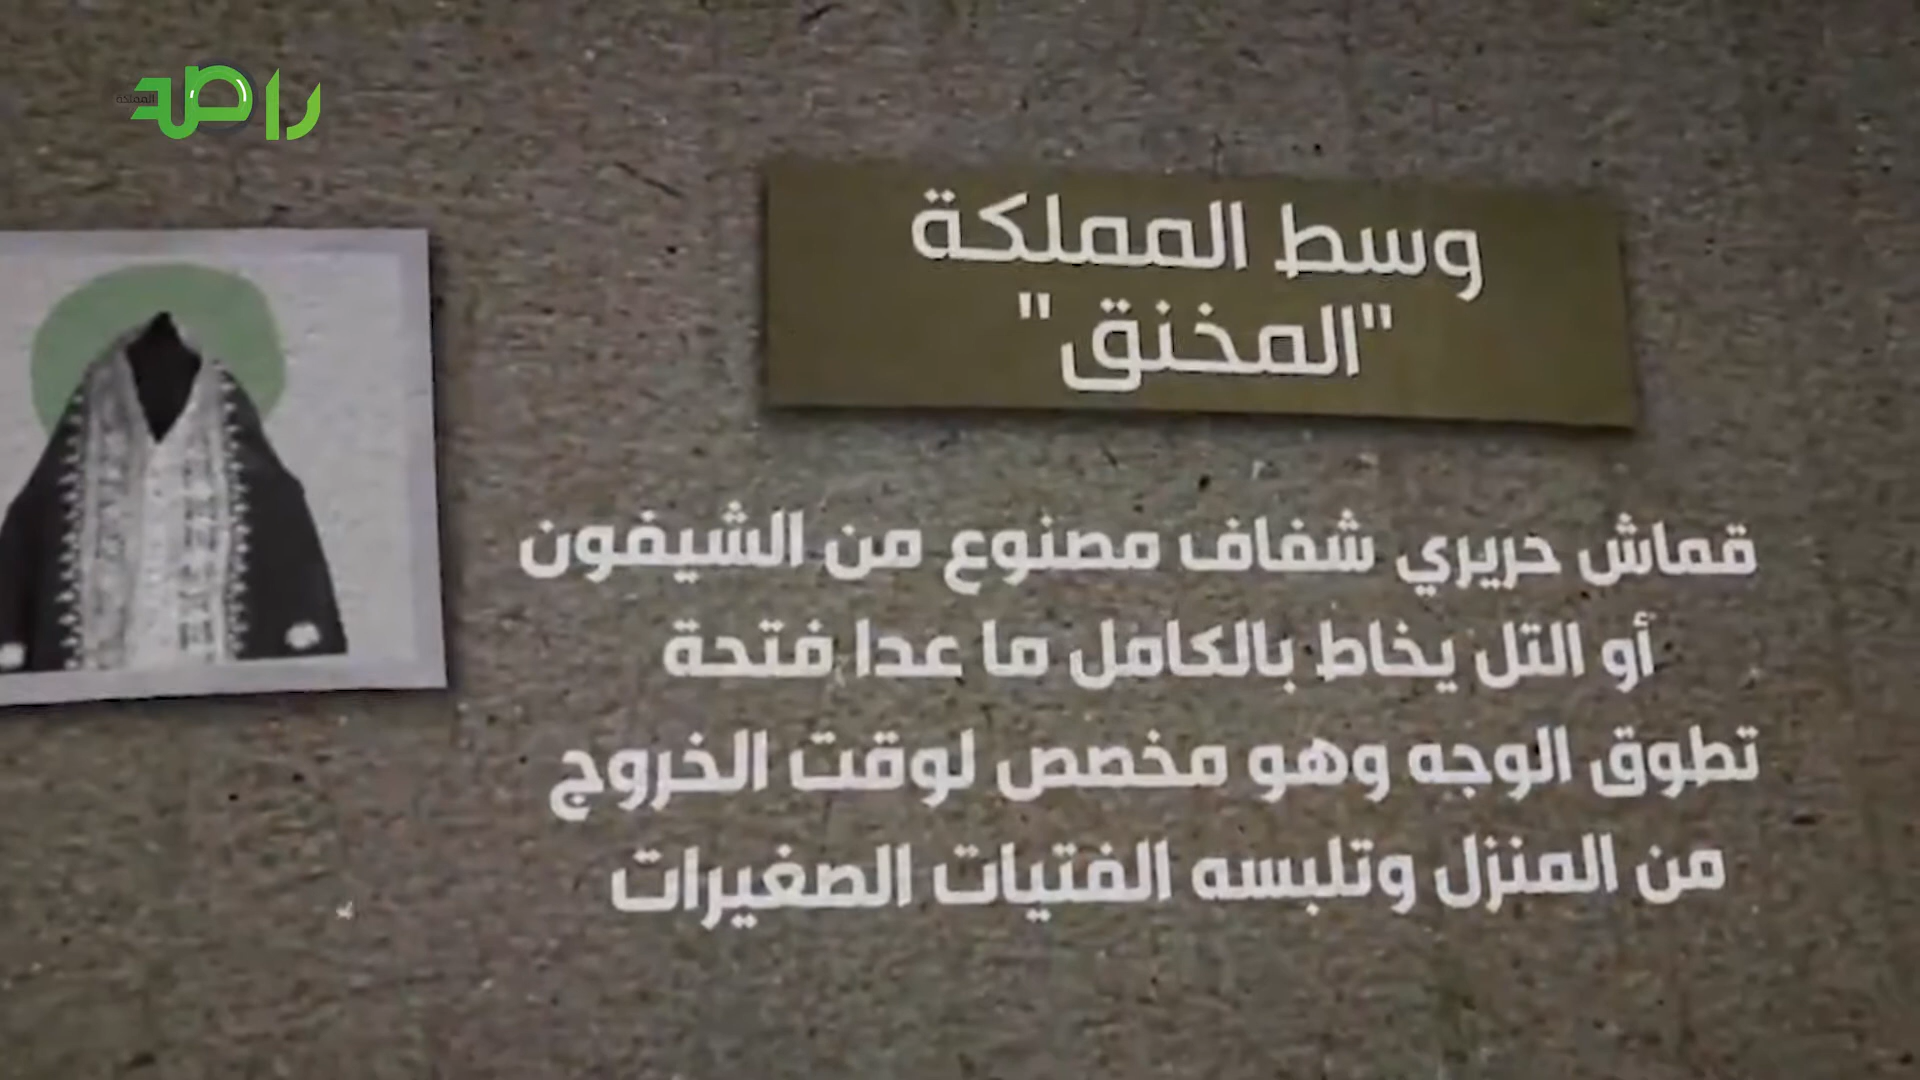 راصد
المملكة
وسط المملكة
"المخنق"
قماش حريري شفاف مصنوع من الشيفون
أو التل يخاط بالكامل ما عدا فتحة
تطوق الوجه وهو مخصص لوقت الخروج
من المنزل وتلبسه الفتيات الصغيرات